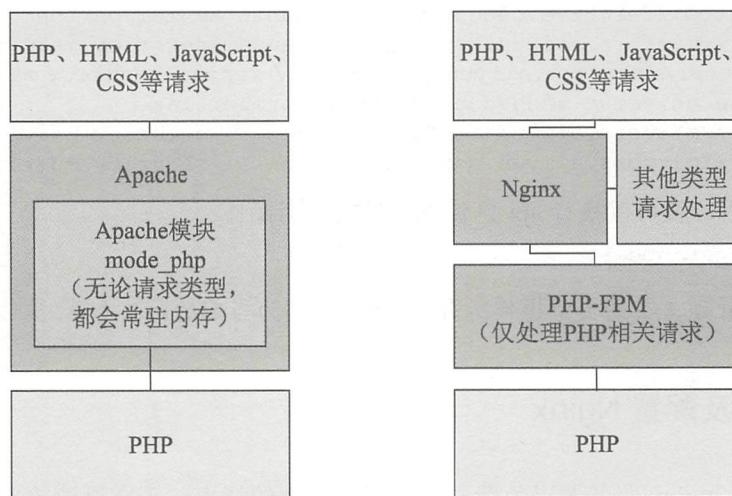 PHP、HTML、JavaScript、
CSS等请求
Apache
Apache模块
mode_php
（无论请求类型，
都会常驻内存）
PHP
PHP、HTML、JavaScript、
CSS等请求
Nginx
其他类型
请求处理
PHP-FPM
（仅处理PHP相关请求）
PHP